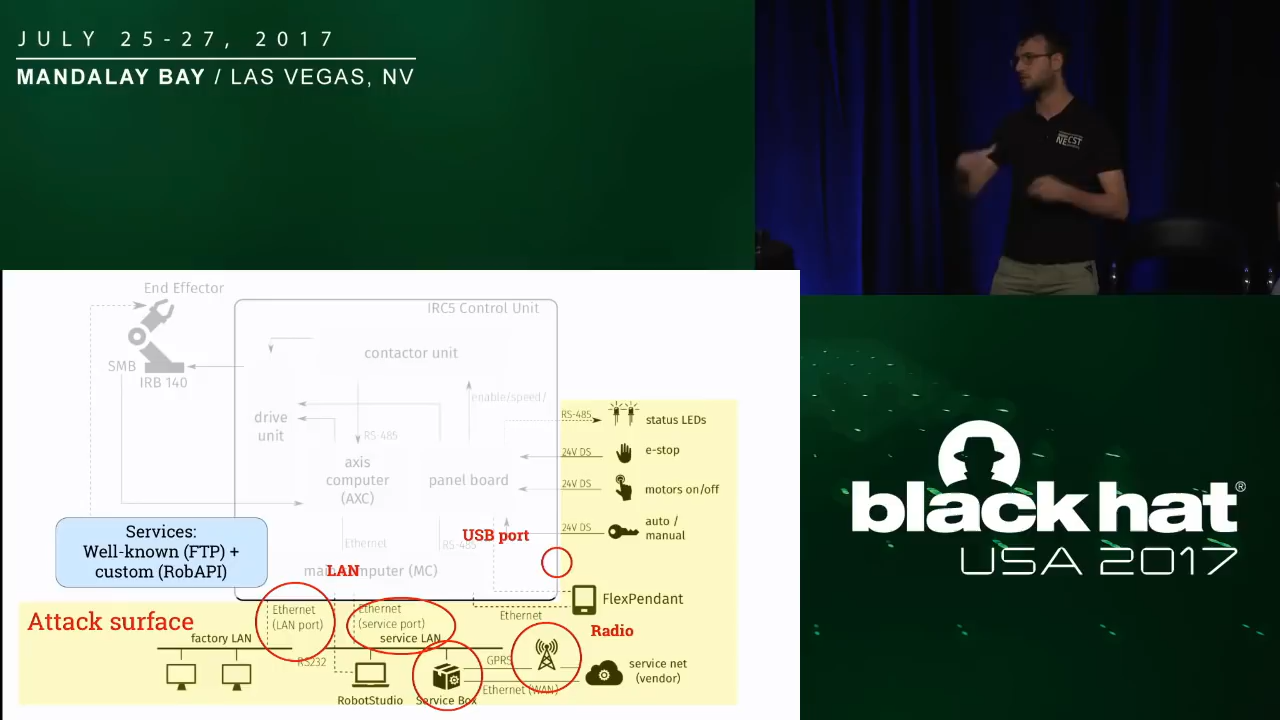 JULY 25-27, 2017
MANDALAY BAY / LAS VEGAS, NV
NECST
End Effector
IRC5 Control Unit
contactor unit
SMB
IRB 140
enable/speed/
drive
unit
RS-485
axis
computer
(AXC)
panel board
RS-485
status LEDs
24V DS
e-stop
24V DS
motors on/off
24V DS
auto /
manual
Services:
Well-known (FTP) +
custom (RobAPI)
Ethernet
RS-485
USB port
LAN
main computer (MC)
FlexPendant
Ethernet
Attack surface
Ethernet
(LAN port)
Ethernet
(service port)
factory LAN
service LAN
Radio
RS232
GPRS
service net
(vendor)
Ethernet (WAN)
RobotStudio
Service Box
black hat®
USA 2017